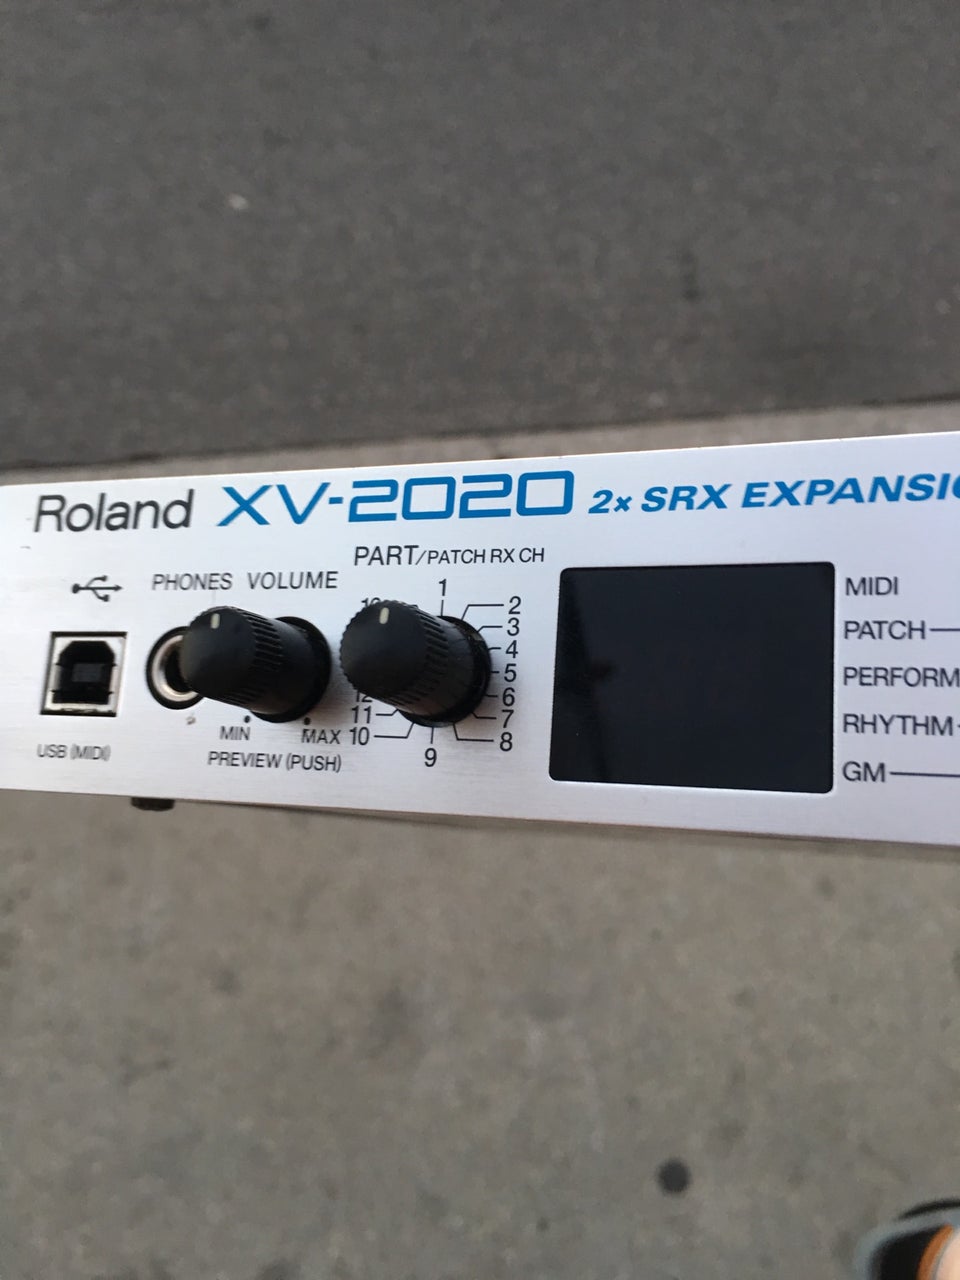 Roland XV-2020 2x SRX EXPANSIO
PHONES VOLUME
PART/PATCH RX CH
1
2
3
4
5
6
7
8
9
10
11
12
MIN
MAX
PREVIEW (PUSH)
USB (MIDI)
MIDI
PATCH
PERFORM
RHYTHM
GM